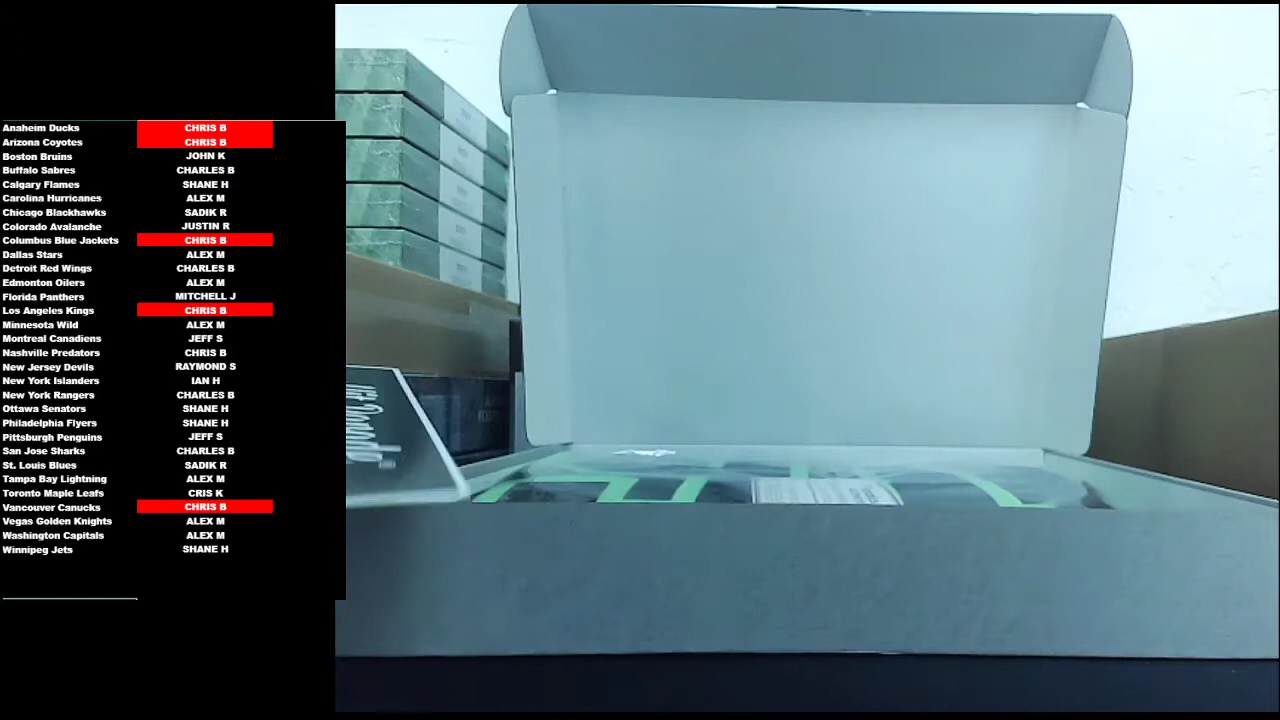 Anaheim Ducks CHRIS B
Arizona Coyotes CHRIS B
Boston Bruins JOHN K
Buffalo Sabres CHARLES B
Calgary Flames SHANE H
Carolina Hurricanes ALEX M
Chicago Blackhawks SADIK R
Colorado Avalanche JUSTIN R
Columbus Blue Jackets CHRIS B
Dallas Stars ALEX M
Detroit Red Wings CHARLES B
Edmonton Oilers ALEX M
Florida Panthers MITCHELL J
Los Angeles Kings CHRIS B
Minnesota Wild ALEX M
Montreal Canadiens JEFF S
Nashville Predators CHRIS B
New Jersey Devils RAYMOND S
New York Islanders IAN H
New York Rangers CHARLES B
Ottawa Senators SHANE H
Philadelphia Flyers SHANE H
Pittsburgh Penguins JEFF S
San Jose Sharks CHARLES B
St. Louis Blues SADIK R
Tampa Bay Lightning ALEX M
Toronto Maple Leafs CRIS K
Vancouver Canucks CHRIS B
Vegas Golden Knights ALEX M
Washington Capitals ALEX M
Winnipeg Jets SHANE H